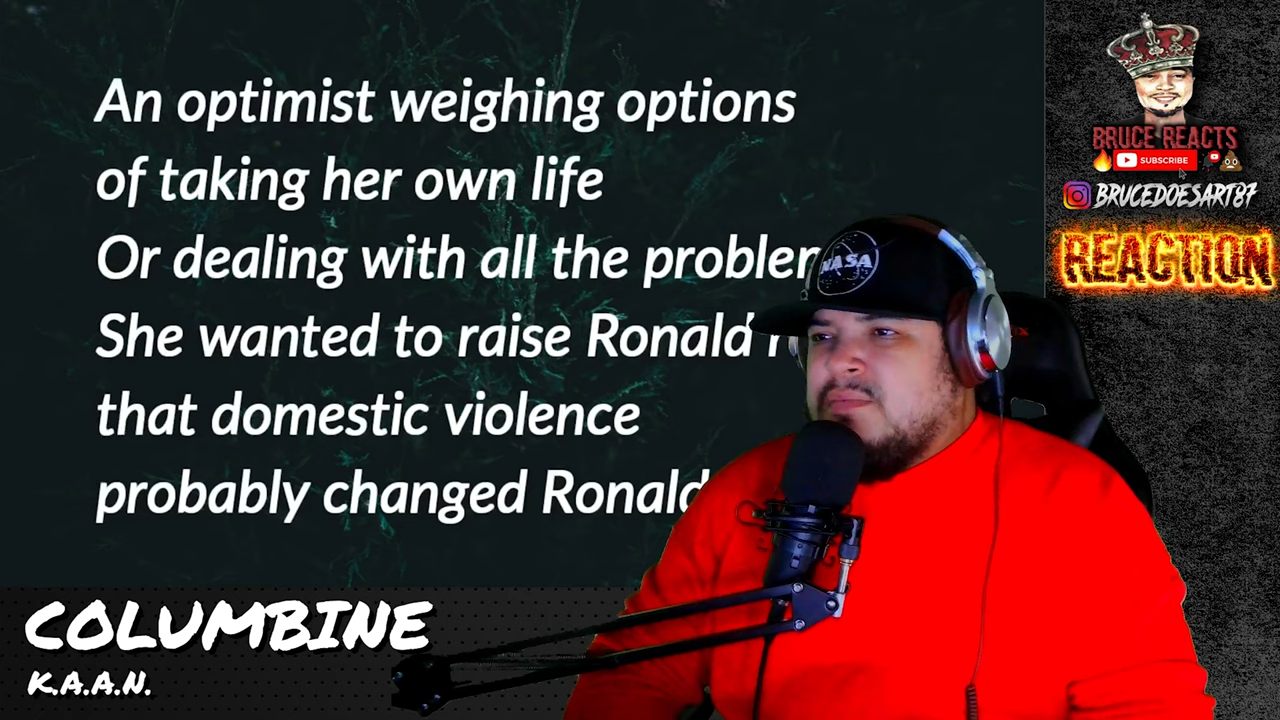 An optimist weighing options
of taking her own life
Or dealing with all the
She wanted to raise Ronald
that domestic violence
probably changed Ronald
COLUMBINE
K.A.A.N.
NASA
BRUCE REACTS
SUBSCRIBE
BRUCEDOESART87
REACTION